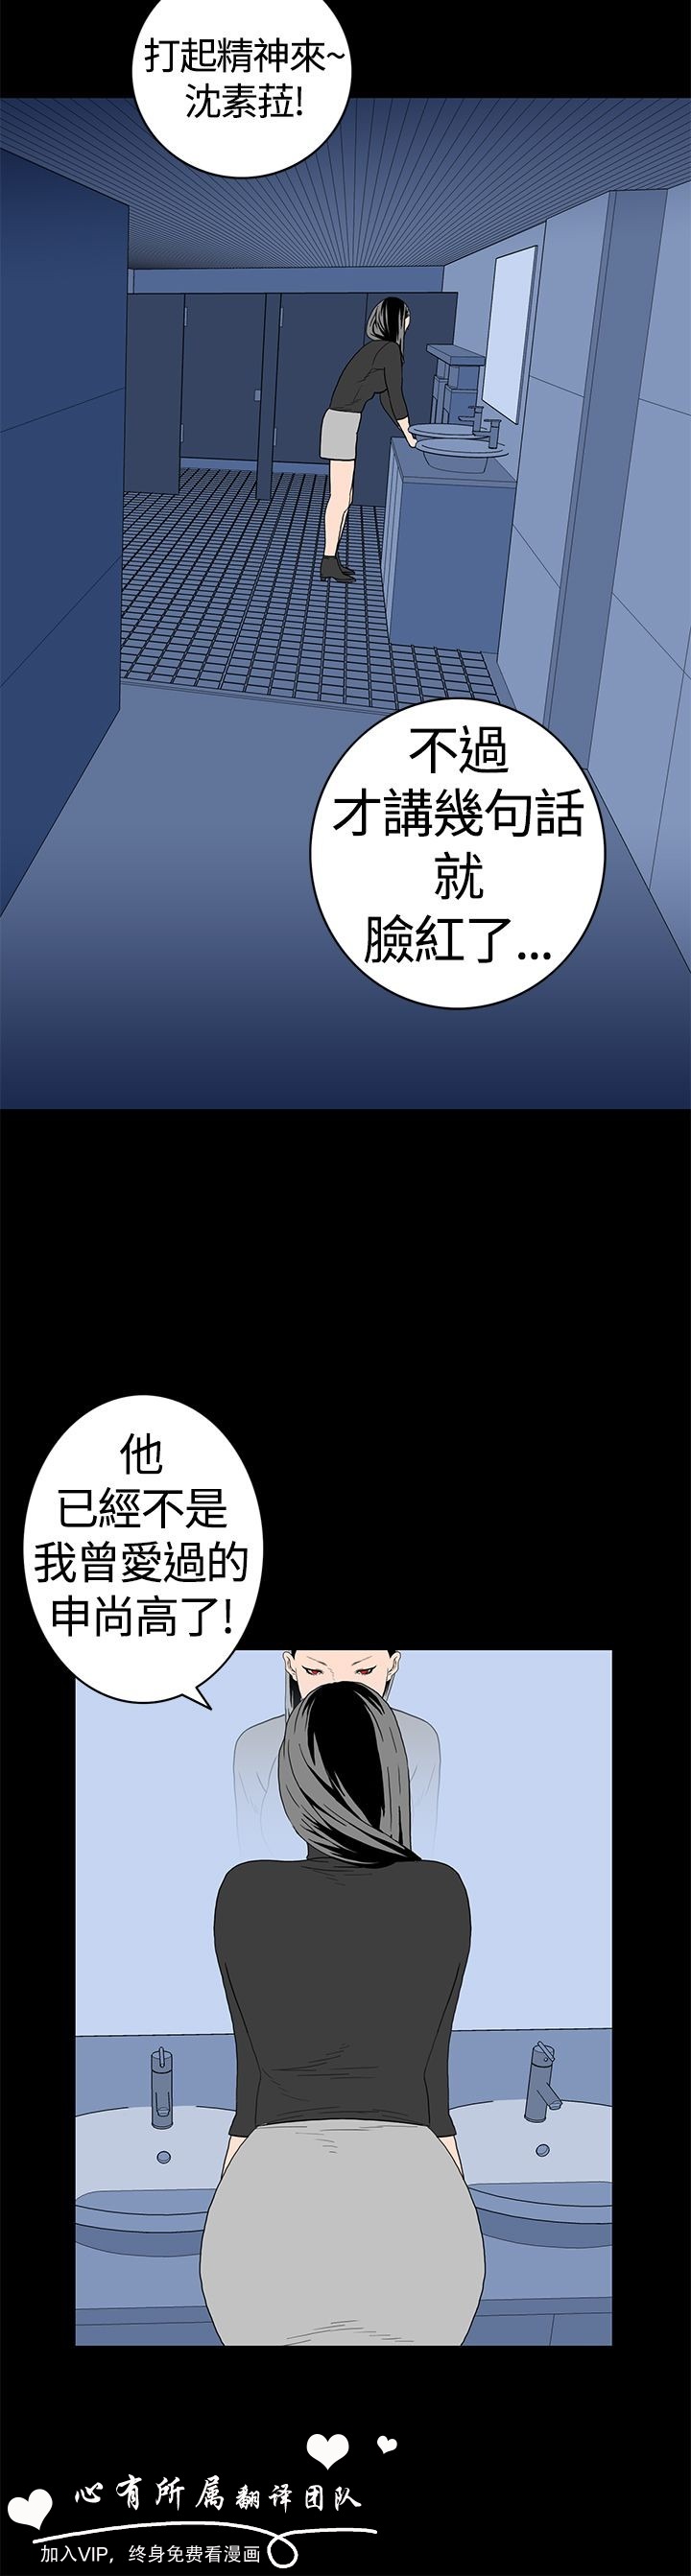 打起精神來~
沈素菈!
不過
才講幾句話
就
臉紅了...
他
已經不是
我曾愛過的
申尚高了!
心有所属翻译团队
加入VIP，终身免费看漫画